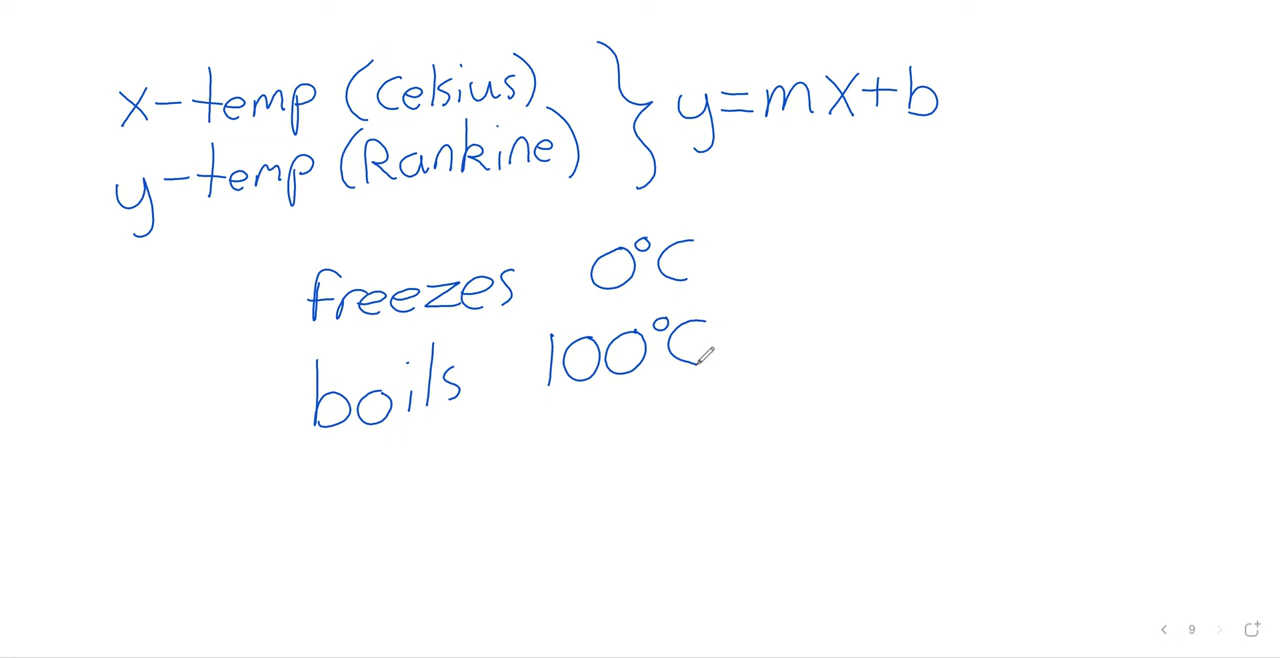 x-temp (Celsius)
y-temp (Rankine) } y=mx+b
freezes 0°C
boils 100°C
9